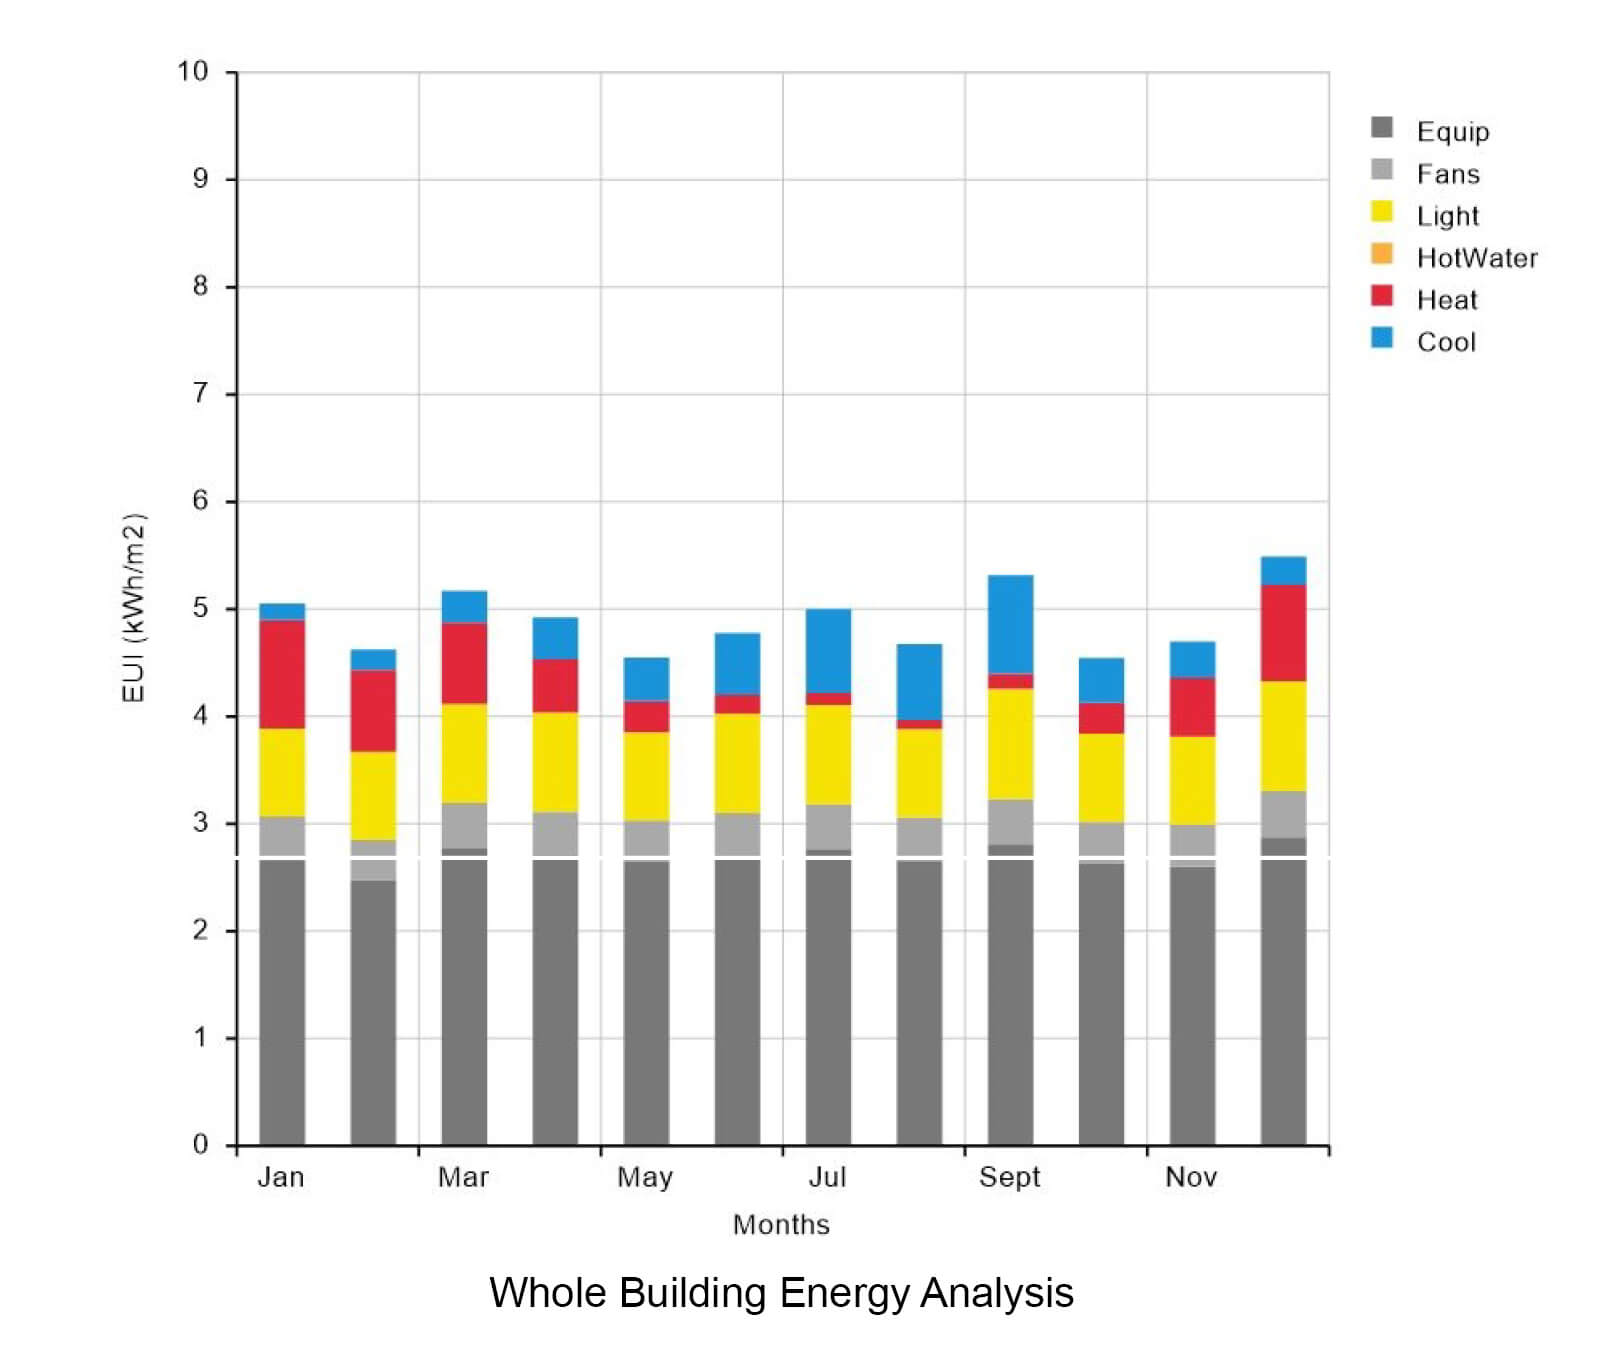 10
9
8
7
6
5
4
3
2
1
0
EUI (kWh/m2)
Jan Mar May Jul Sept Nov
Months
Equip
Fans
Light
HotWater
Heat
Cool
Whole Building Energy Analysis